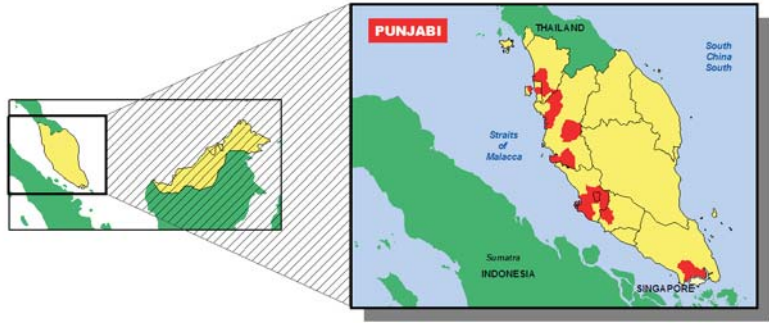 PUNJABI
THAILAND
South
China
South
Straits
of
Malacca
Sumatra
INDONESIA
SINGAPORE